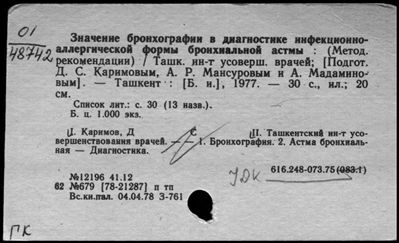 01
48742
Значение бронхографии в диагностике инфекционно-
аллергической формы бронхиальной астмы : (Метод.
рекомендации) / Ташк. ин-т усоверш. врачей; [Подгот.
Д. С. Каримовым, А. Р. Мансуровым и А. Мадамино-
вым]. — Ташкент : [Б. и.], 1977. — 30 с., ил.; 20
см.
Список лит.: с. 30 (13 назв.).
Б. ц. 1.000 экз.
I. Каримов, Д С II. Ташкентский ин-т усо-
вершенствования врачей. — 1. Бронхография. 2. Астма бронхиаль-
ная — Диагностика.
УДК 616.248-073.75(083.1)
№12196 41.12
62 №679 [78-21287] п тп
Вс.кн.пал. 04.04.78 З-761
ГК